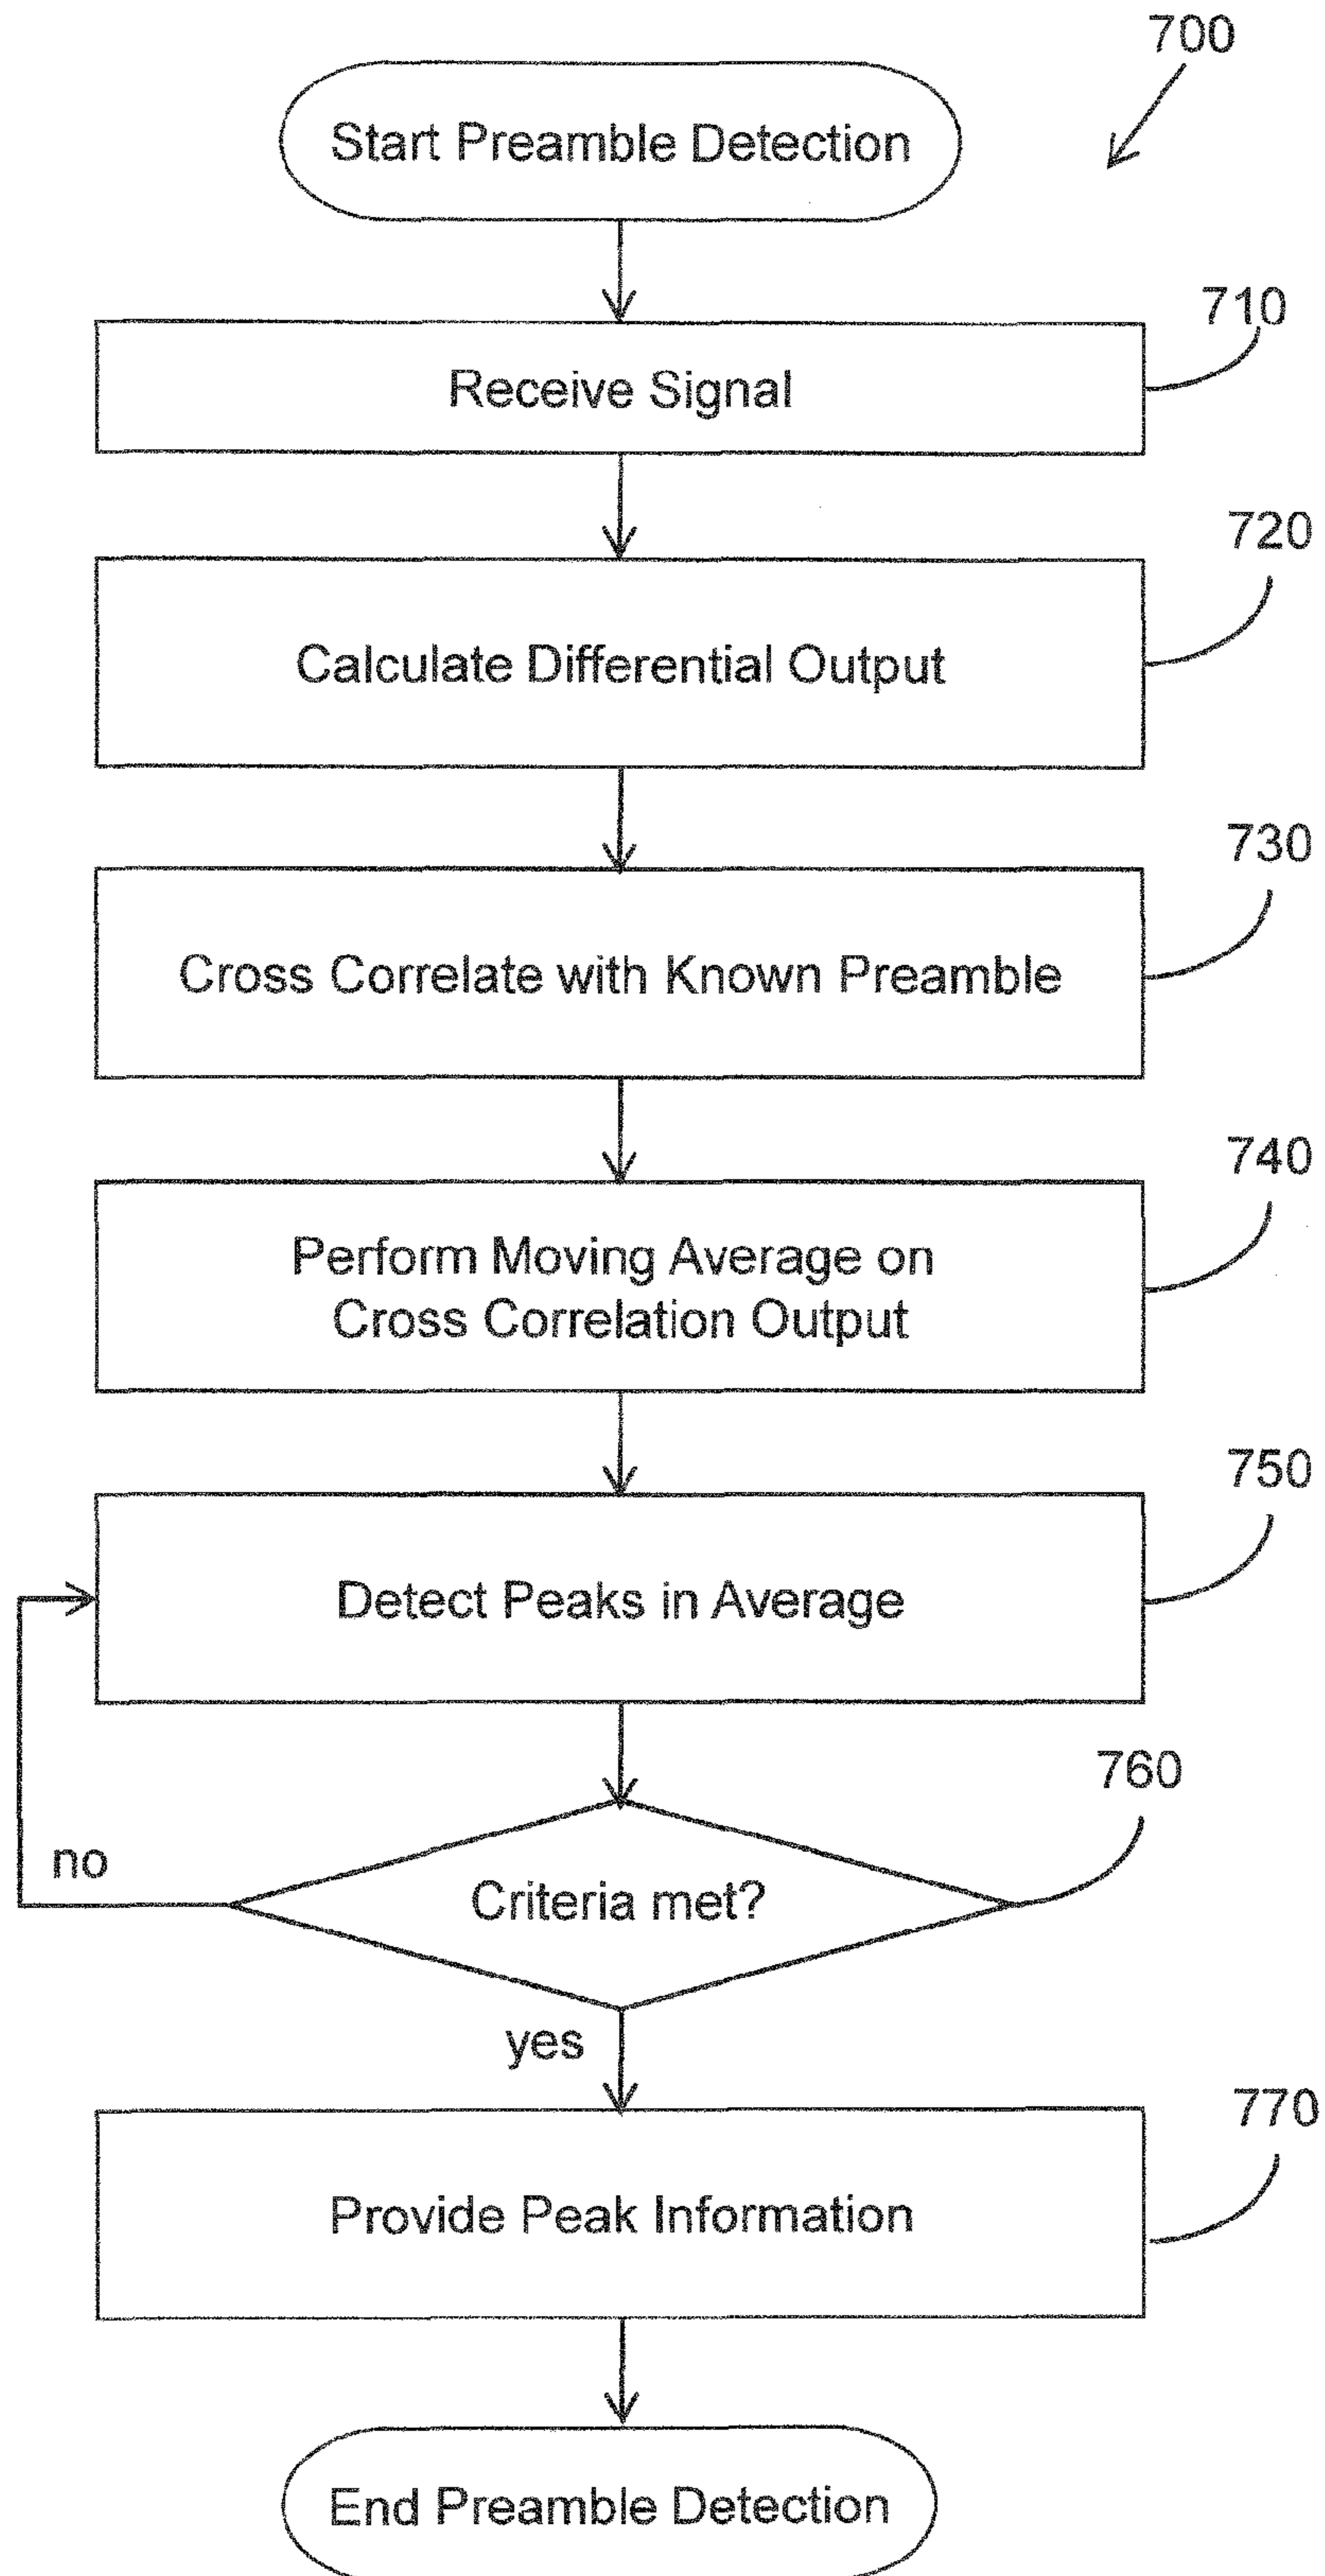 700
Start Preamble Detection
710
Receive Signal
720
Calculate Differential Output
730
Cross Correlate with Known Preamble
740
Perform Moving Average on
Cross Correlation Output
750
Detect Peaks in Average
760
no
Criteria met?
yes
770
Provide Peak Information
End Preamble Detection